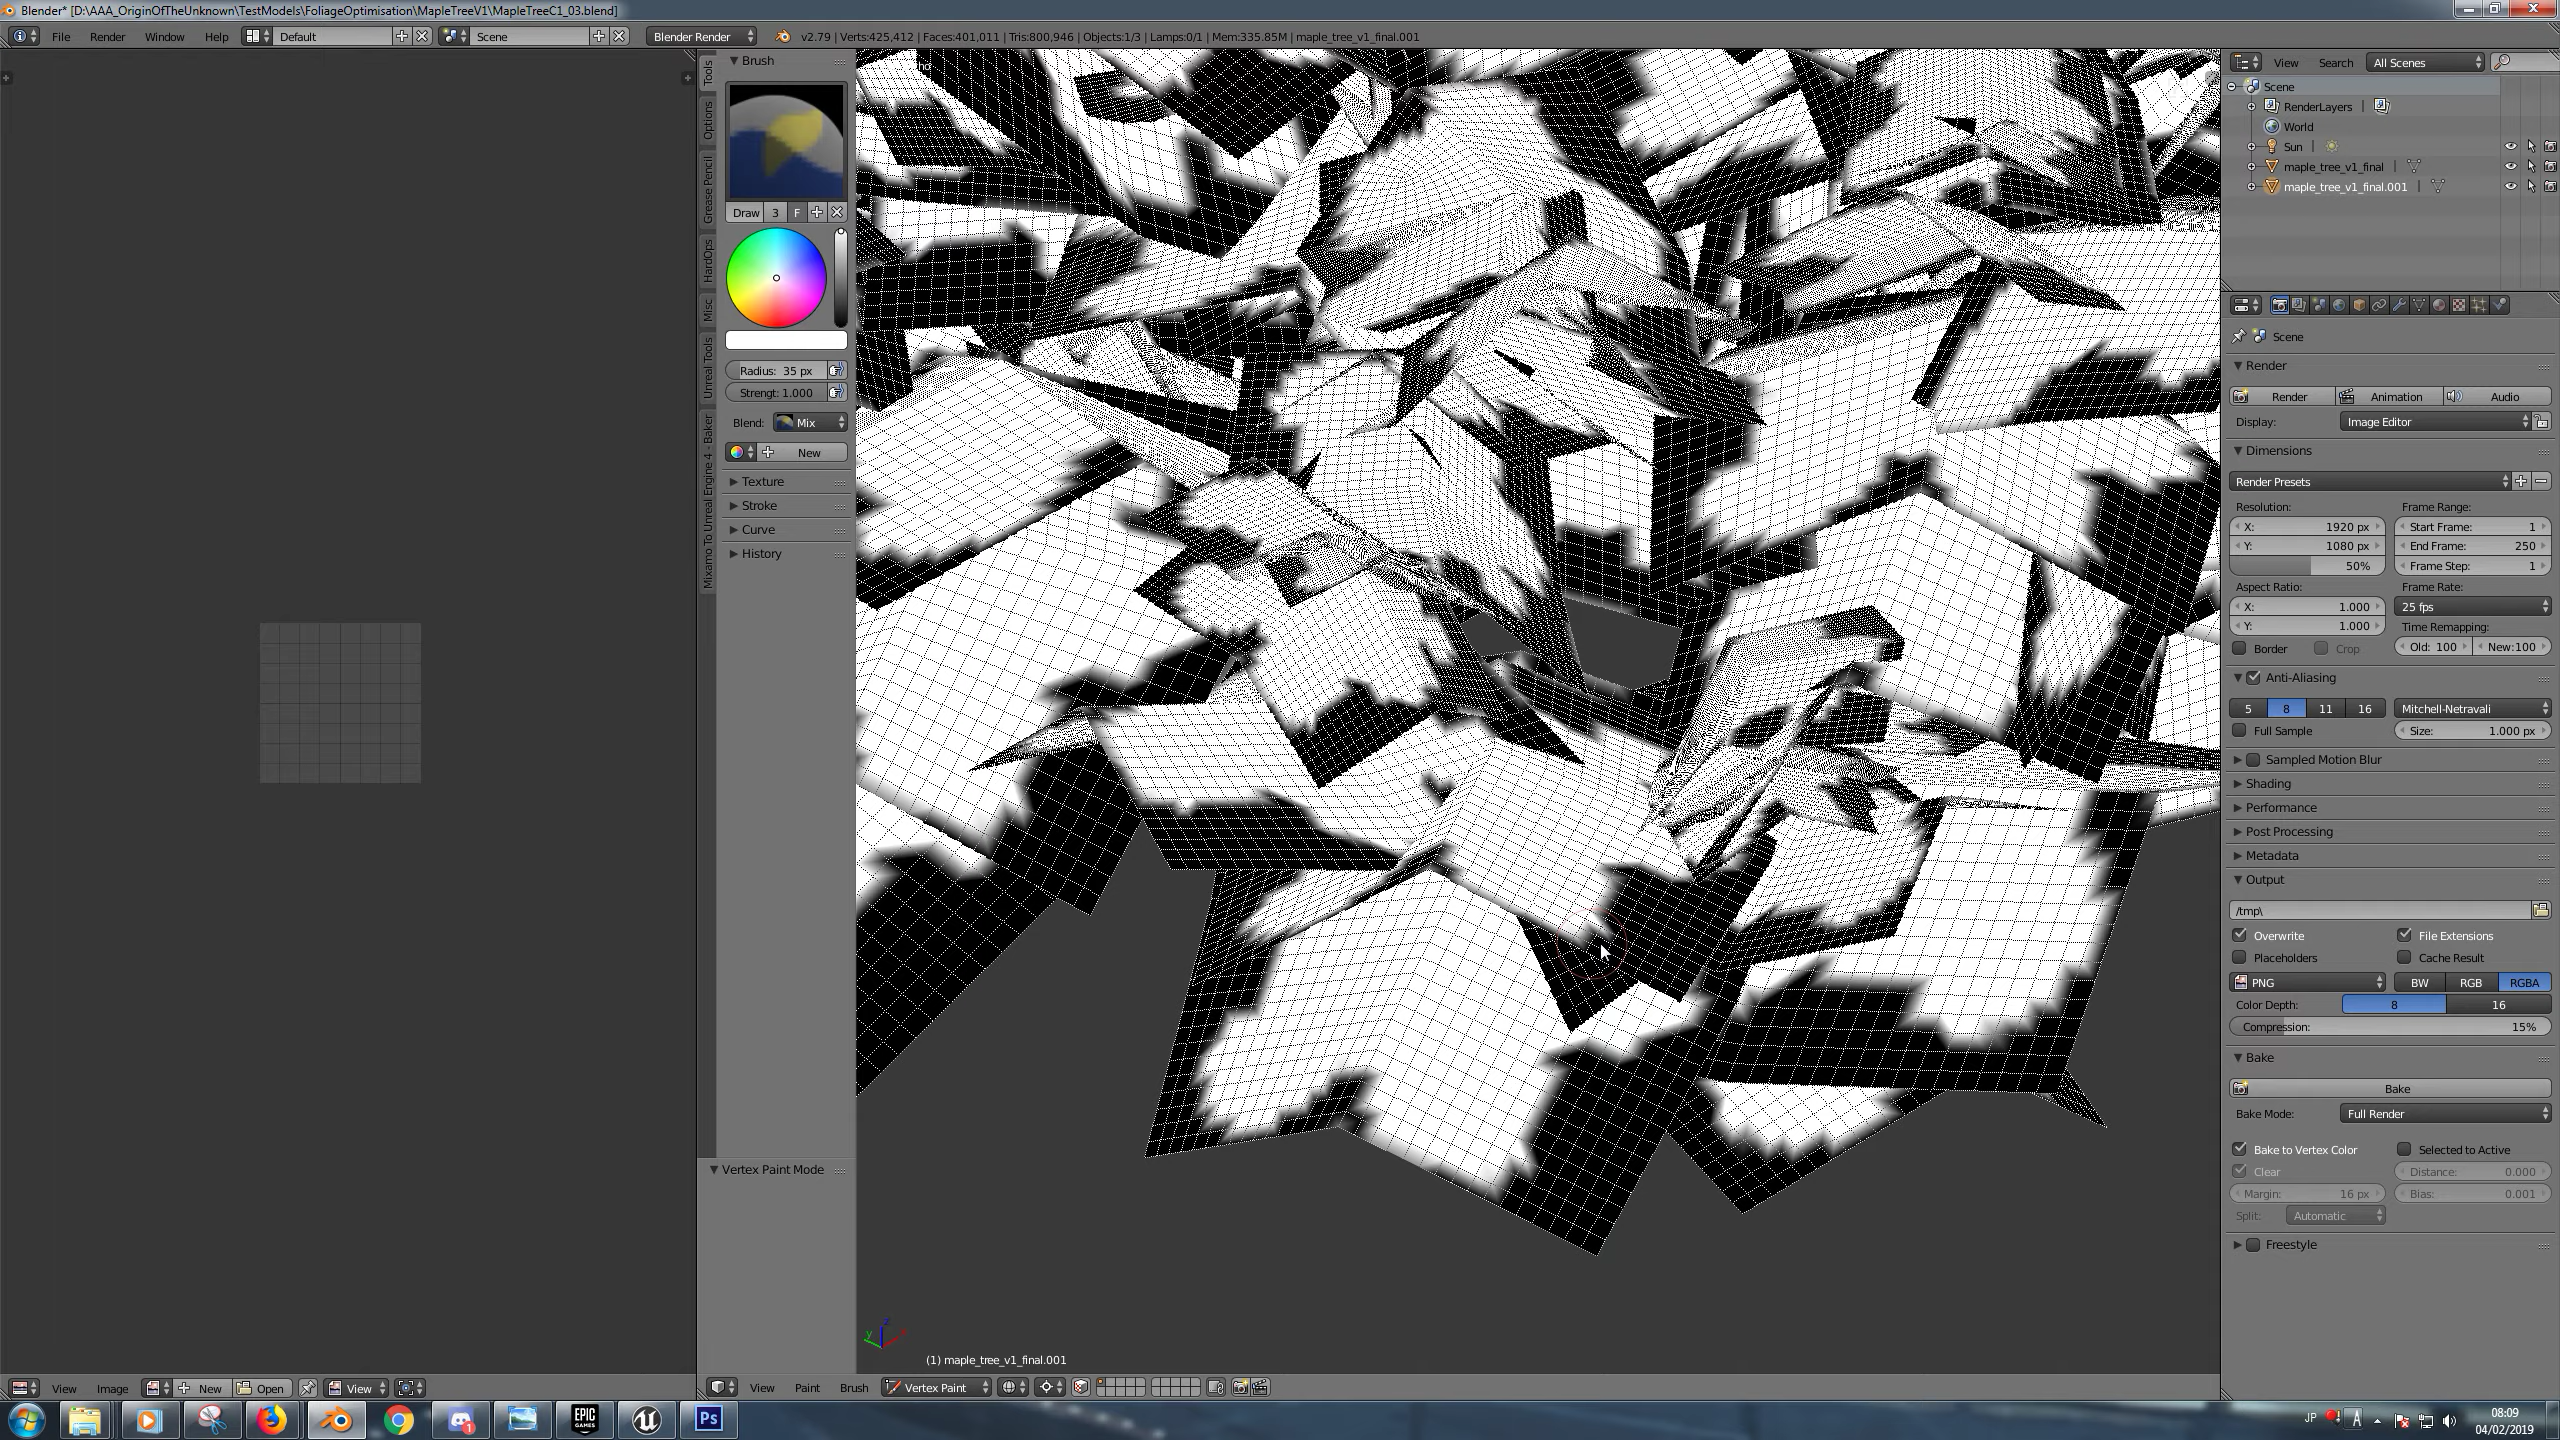 Blender* [D:\AAA_OriginOfTheUnknown\TestModels\FoliageOptimisation\MapleTreeV1\MapleTreeC1_03.blend]
File Render Window Help Default Scene Blender Render v2.79 | Verts:425,412 | Faces:401,011 | Tris:800,946 | Objects:1/3 | Lamps:0/1 | Mem:335.85M | maple_tree_v1_final.001
Tools
Options
Grease Pencil
HardOps
Misc
Unreal Tools
Mixamo To Unreal Engine 4 - Baker
Brush
Draw 3 F
Radius: 35 px
Strengt: 1.000
Blend: Mix
New
Texture
Stroke
Curve
History
Vertex Paint Mode
(1) maple_tree_v1_final.001
View Search All Scenes
Scene
RenderLayers |
World
Sun |
maple_tree_v1_final |
maple_tree_v1_final.001 |
Scene
Render
Render Animation Audio
Display: Image Editor
Dimensions
Render Presets
Resolution: Frame Range:
X: 1920 px Start Frame: 1
Y: 1080 px End Frame: 250
50% Frame Step: 1
Aspect Ratio: Frame Rate:
X: 1.000 25 fps
Y: 1.000 Time Remapping:
Border Crop Old: 100 New:100
Anti-Aliasing
5 8 11 16 Mitchell-Netravali
Full Sample Size: 1.000 px
Sampled Motion Blur
Shading
Performance
Post Processing
Metadata
Output
/tmp\
Overwrite File Extensions
Placeholders Cache Result
PNG BW RGB RGBA
Color Depth: 8 16
Compression: 15%
Bake
Bake
Bake Mode: Full Render
Bake to Vertex Color Selected to Active
Clear Distance: 0.000
Margin: 16 px Bias: 0.001
Split: Automatic
Freestyle
View Image New Open View
View Paint Brush Vertex Paint
EPIC GAMES
Ps
JP A
08:09
04/02/2019